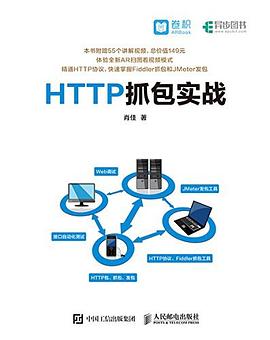 卷积
ARBook
异步图书
www.epubit.com
本书附赠55个讲解视频，总价值149元
体验全新AR扫图看视频模式
精通HTTP协议，快速掌握Fiddler抓包和JMeter发包
HTTP抓包实战
肖佳 著
Web调试
JMeter发包工具
接口自动化测试
HTTP协议、Fiddler抓包工具
HTTP包、抓包、发包
中国工信出版集团
人民邮电出版社
POSTS & TELECOM PRESS